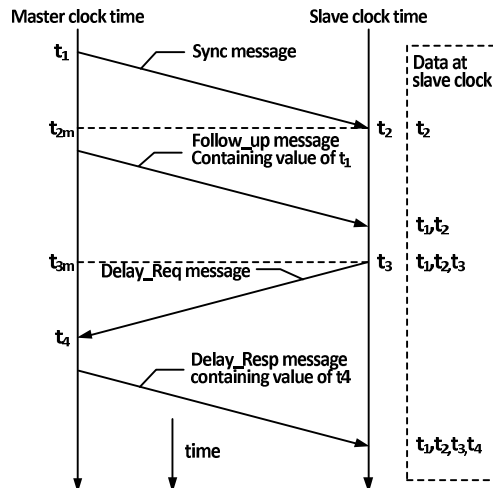 Master clock time
Slave clock time
t1
Sync message
Data at
slave clock
t2m
t2
t2
Follow_up message
Containing value of t1
t1,t2
t3m
t3
t1,t2,t3
Delay_Req message
t4
Delay_Resp message
containing value of t4
time
t1,t2,t3,t4